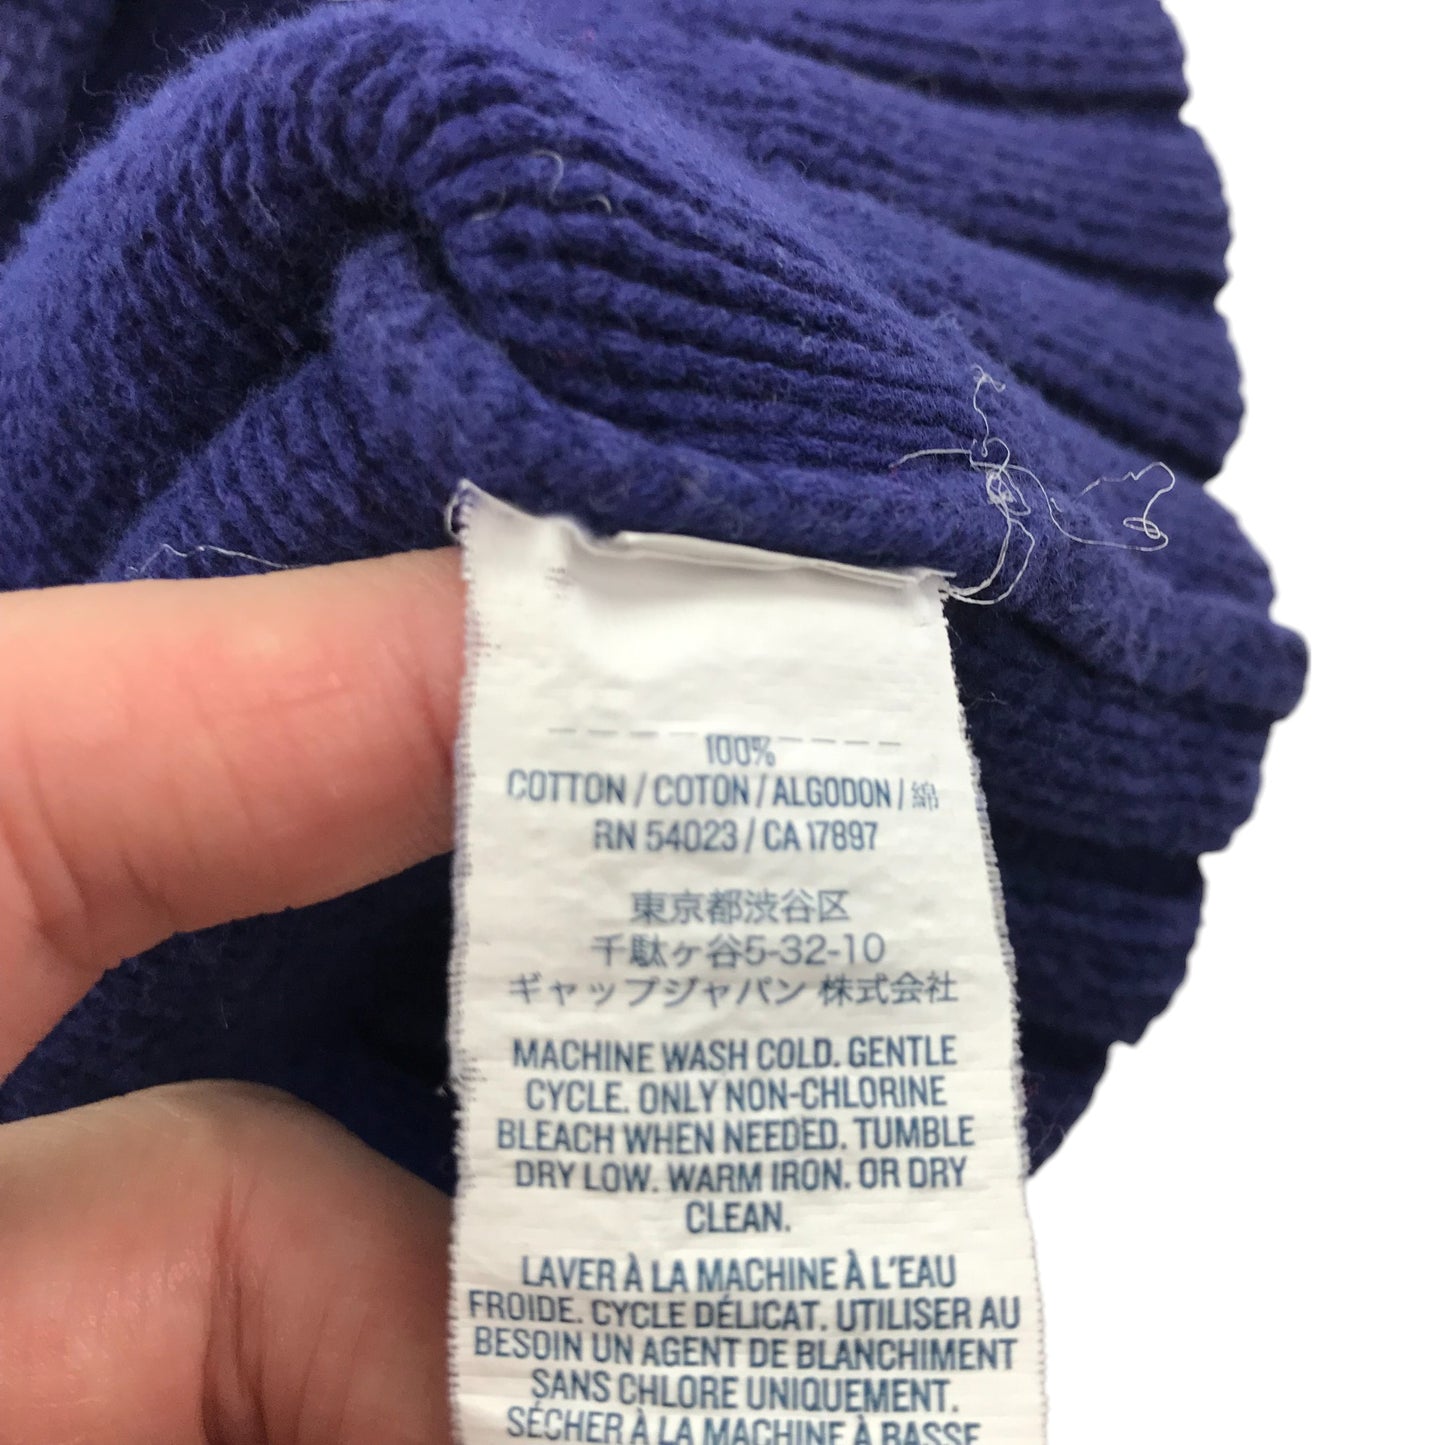 100%
COTTON / COTON / ALGODON / 綿
RN 54023 / CA 17897
東京都渋谷区
千駄ヶ谷5-32-10
ギャップジャパン 株式会社
MACHINE WASH COLD. GENTLE
CYCLE. ONLY NON-CHLORINE
BLEACH WHEN NEEDED. TUMBLE
DRY LOW. WARM IRON. OR DRY
CLEAN.
LAVER À LA MACHINE À L'EAU
FROIDE. CYCLE DÉLICAT. UTILISER AU
BESOIN UN AGENT DE BLANCHIMENT
SANS CHLORE UNIQUEMENT.
SÉCHER À LA MACHINE À BASSE